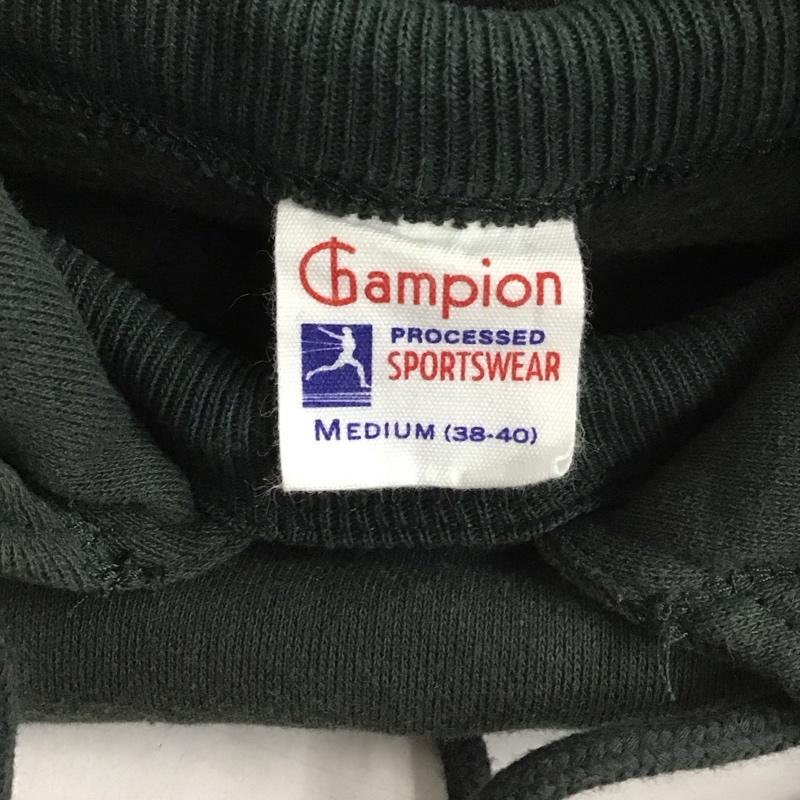 Champion
PROCESSED
SPORTSWEAR
MEDIUM (38-40)